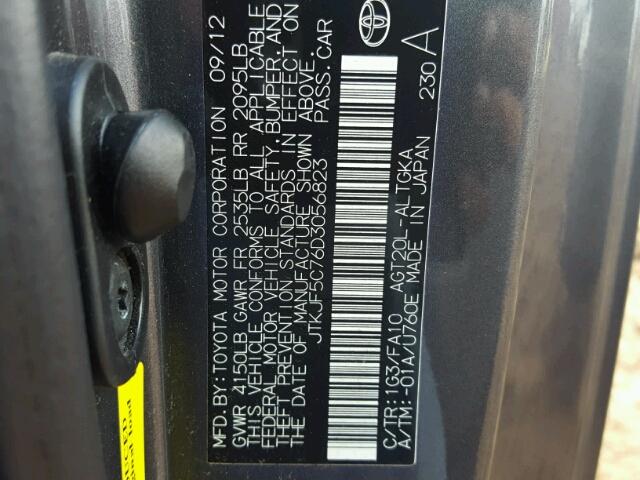 MFD.BY:TOYOTA MOTOR CORPORATION 09/12
GVWR 4150LB GAWR FR 2535LB RR 2095LB
THIS VEHICLE CONFORMS TO ALL APPLICABLE
FEDERAL MOTOR VEHICLE SAFETY, BUMPER, AND
THEFT PREVENTION STANDARDS IN EFFECT ON
THE DATE OF MANUFACTURE SHOWN ABOVE.
JTKJF5C76D3056823 PASS.CAR
C/TR:1G3/FA10 AGT20L-ALTGKA
A/TM:-01A/U760E MADE IN JAPAN
230 A